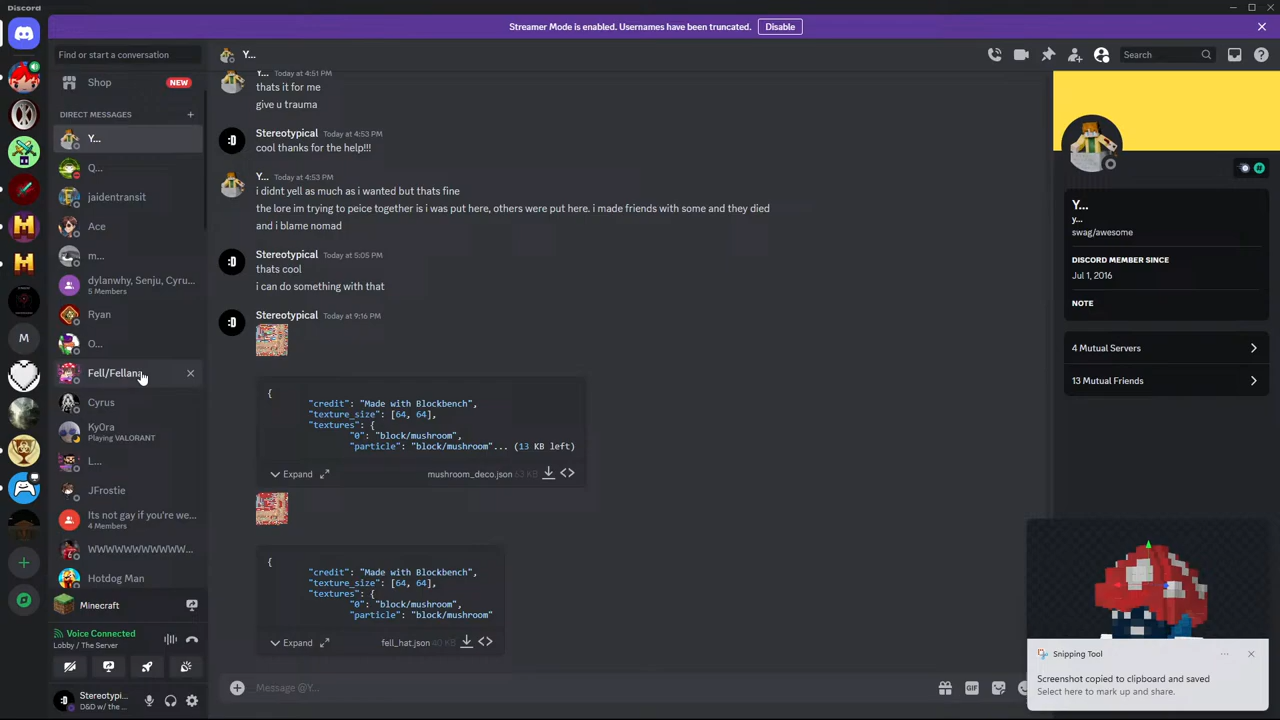 Discord
Streamer Mode is enabled. Usernames have been truncated.
Disable
Find or start a conversation
Shop
NEW
DIRECT MESSAGES
Y...
Q...
jaidentransit
Ace
m...
dylanwhy, Senju, Cyru...
5 Members
Ryan
O...
Fell/Fellana
Cyrus
KyOra
Playing VALORANT
L...
JFrostie
Its not gay if you're we...
4 Members
WWWWWWWWWWW...
Hotdog Man
Minecraft
Voice Connected
Lobby / The Server
Stereotypi...
D&D w/ the ...
M
Y...
Search
Y... Today at 4:51 PM
thats it for me
give u trauma
Stereotypical Today at 4:53 PM
cool thanks for the help!!!
Y... Today at 4:53 PM
i didnt yell as much as i wanted but thats fine
the lore im trying to peice together is i was put here, others were put here. i made friends with some and they died
and i blame nomad
Stereotypical Today at 5:05 PM
thats cool
i can do something with that
Stereotypical Today at 9:16 PM
{
"credit": "Made with Blockbench",
"texture_size": [64, 64],
"textures": {
"0": "block/mushroom",
"particle": "block/mushroom"... (13 KB left)
Expand
mushroom_deco.json 63 KB
{
"credit": "Made with Blockbench",
"texture_size": [64, 64],
"textures": {
"0": "block/mushroom",
"particle": "block/mushroom"
Expand
fell_hat.json 40 KB
Message @Y...
GIF
Y...
y...
swag/awesome
DISCORD MEMBER SINCE
Jul 1, 2016
NOTE
4 Mutual Servers
13 Mutual Friends
Snipping Tool
Screenshot copied to clipboard and saved
Select here to mark up and share.